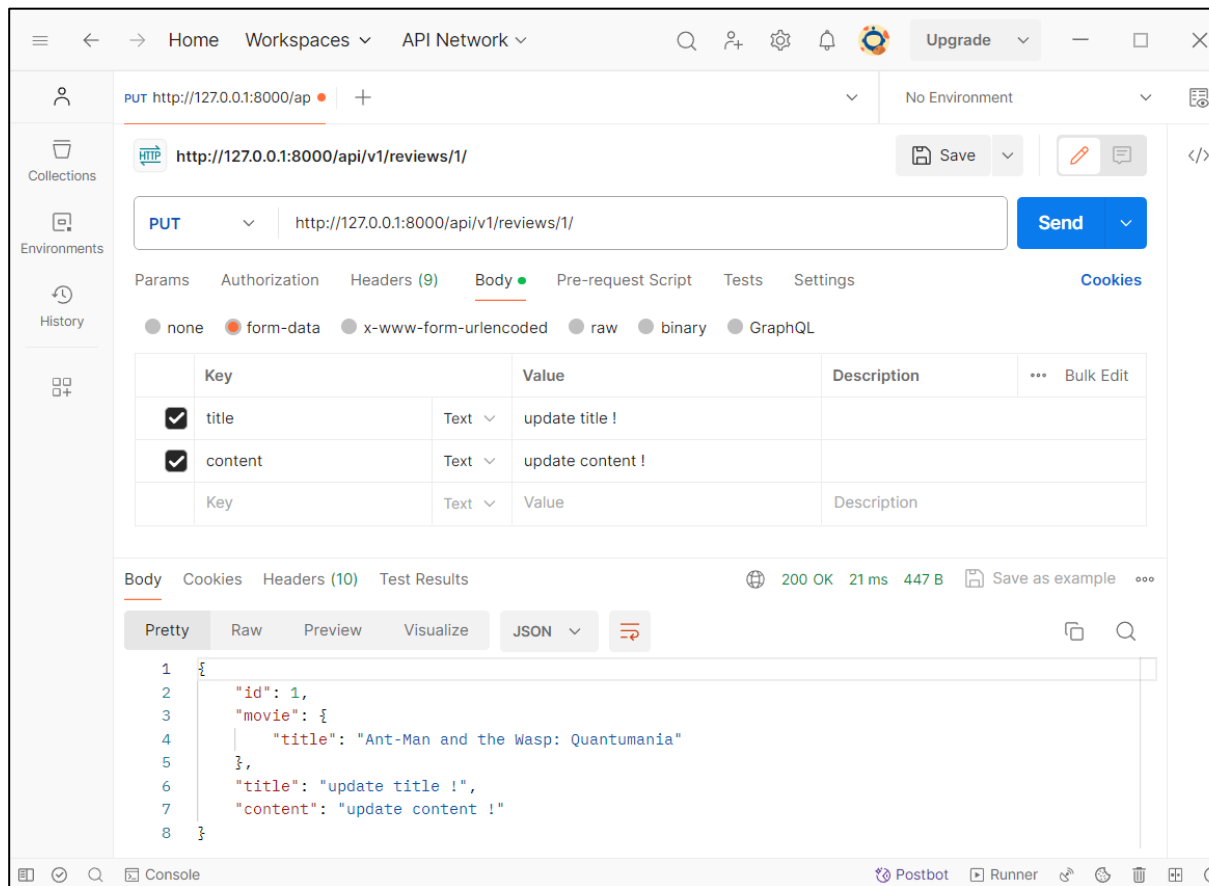 Home Workspaces API Network Upgrade
PUT http://127.0.0.1:8000/ap No Environment
HTTP http://127.0.0.1:8000/api/v1/reviews/1/ Save
Collections
PUT http://127.0.0.1:8000/api/v1/reviews/1/ Send
Environments
Params Authorization Headers (9) Body Pre-request Script Tests Settings Cookies
History
none form-data x-www-form-urlencoded raw binary GraphQL
Key Value Description Bulk Edit
title Text update title !
content Text update content !
Key Text Value Description
Body Cookies Headers (10) Test Results 200 OK 21 ms 447 B Save as example
Pretty Raw Preview Visualize JSON
1 {
2 "id": 1,
3 "movie": {
4 "title": "Ant-Man and the Wasp: Quantumania"
5 },
6 "title": "update title !",
7 "content": "update content !"
8 }
Console Postbot Runner